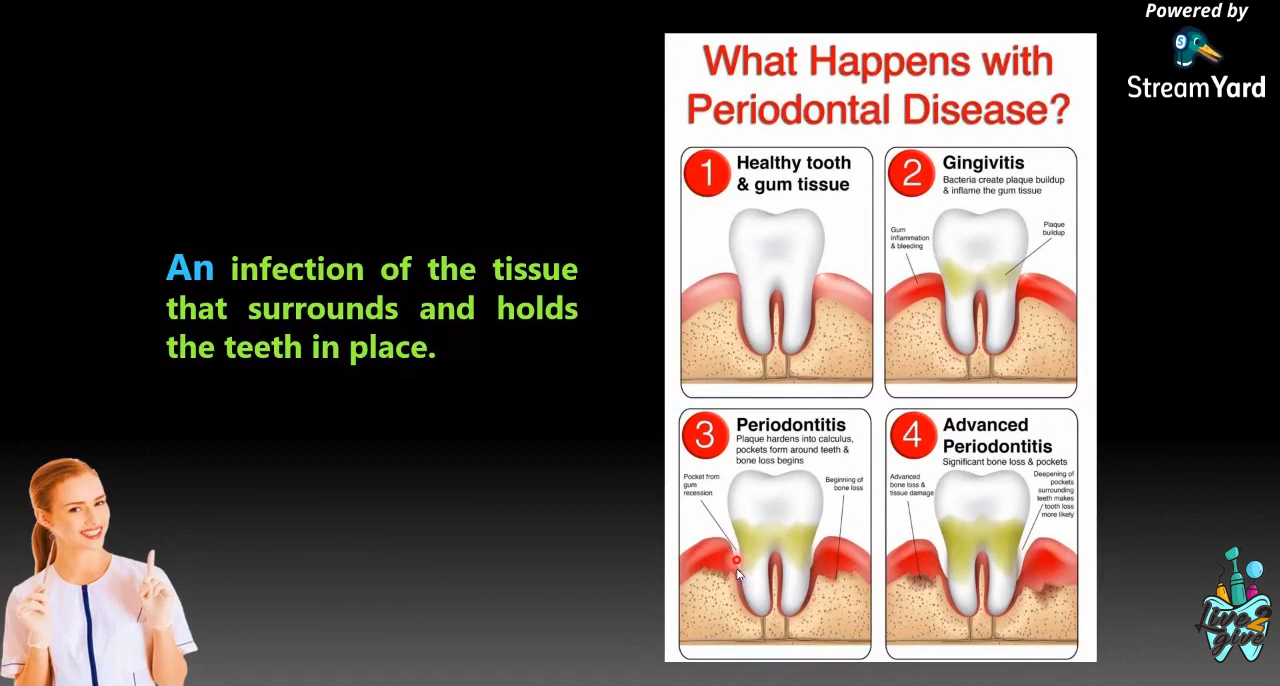 Powered by
StreamYard
What Happens with
Periodontal Disease?
1
Healthy tooth
& gum tissue
2
Gingivitis
Bacteria create plaque buildup
& inflame the gum tissue
Gum
inflammation
& bleeding
Plaque
buildup
An infection of the tissue
that surrounds and holds
the teeth in place.
3
Periodontitis
Plaque hardens into calculus,
pockets form around teeth &
bone loss begins
Pocket from
gum
recession
Beginning of
bone loss
4
Advanced
Periodontitis
Significant bone loss & pockets
Advanced
bone loss &
tissue damage
Deepening of
pockets
surrounding
teeth makes
tooth loss
more likely
Live2
give